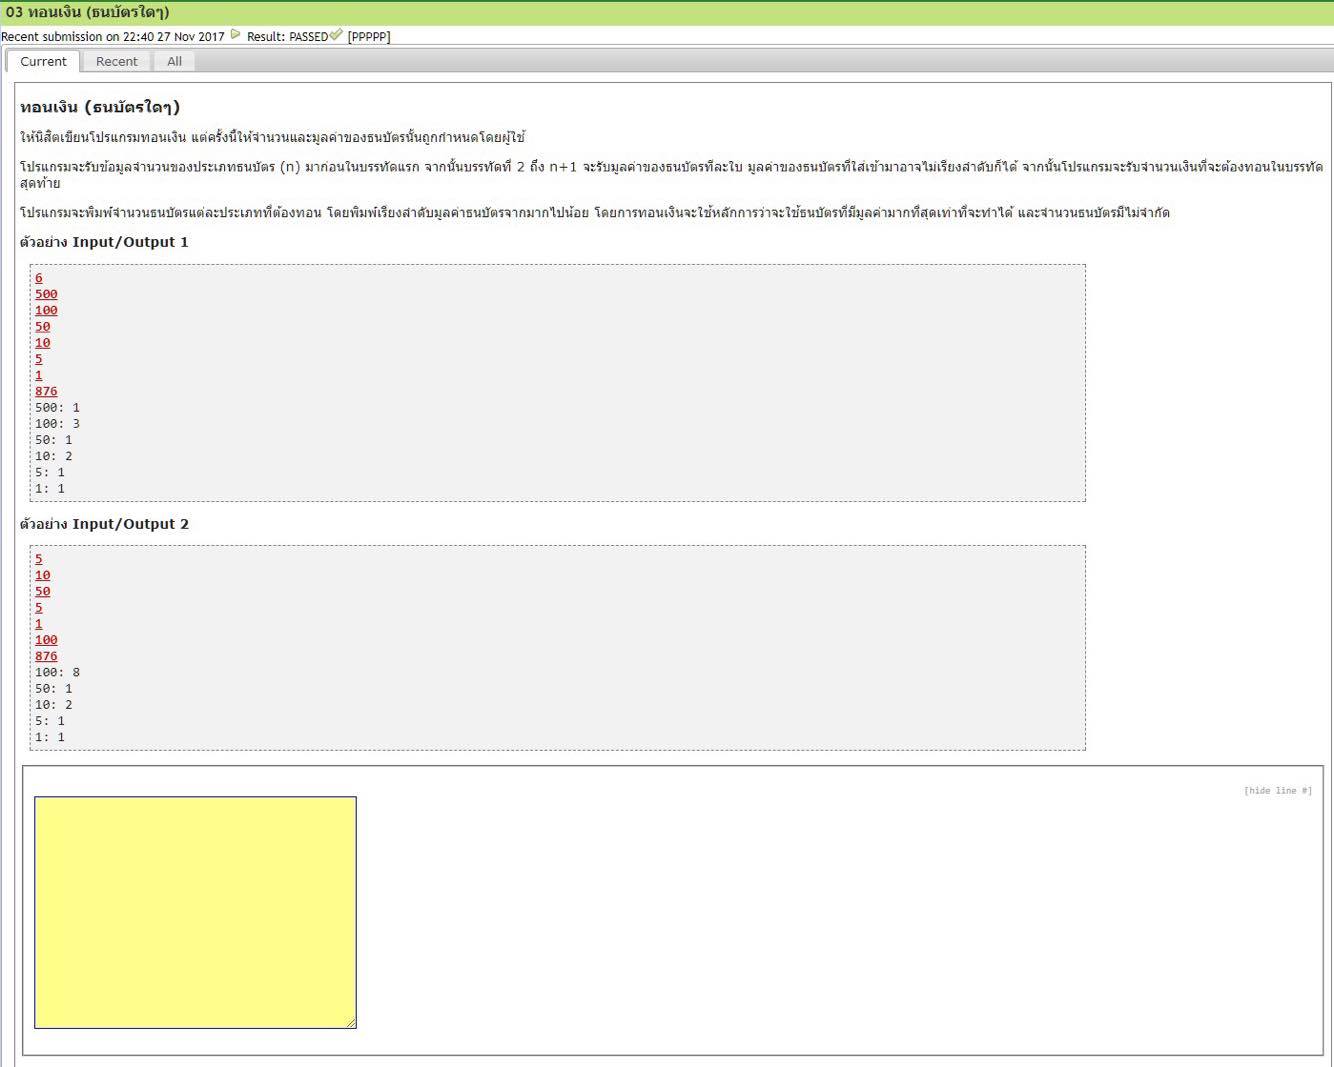 03 ทอนเงิน (ธนบัตรใดๆ)
Recent submission on 22:40 27 Nov 2017 Result: PASSED [PPPPP]
Current Recent All
ทอนเงิน (ธนบัตรใดๆ)
ให้นิสิตเขียนโปรแกรมทอนเงิน แต่ครั้งนี้ให้จำนวนและมูลค่าของธนบัตรนั้นถูกกำหนดโดยผู้ใช้
โปรแกรมจะรับข้อมูลจำนวนของประเภทธนบัตร (n) มาก่อนในบรรทัดแรก จากนั้นบรรทัดที่ 2 ถึง n+1 จะรับมูลค่าของธนบัตรทีละใบ มูลค่าของธนบัตรที่ใส่เข้ามาอาจไม่เรียงลำดับก็ได้ จากนั้นโปรแกรมจะรับจำนวนเงินที่จะต้องทอนในบรรทัด
สุดท้าย
โปรแกรมจะพิมพ์จำนวนธนบัตรแต่ละประเภทที่ต้องทอน โดยพิมพ์เรียงลำดับมูลค่าธนบัตรจากมากไปน้อย โดยการทอนเงินจะใช้หลักการว่าจะใช้ธนบัตรที่มีมูลค่ามากที่สุดเท่าที่จะทำได้ และจำนวนธนบัตรมีไม่จำกัด
ตัวอย่าง Input/Output 1
6
500
100
50
10
5
1
876
500: 1
100: 3
50: 1
10: 2
5: 1
1: 1
ตัวอย่าง Input/Output 2
5
10
50
5
1
100
876
100: 8
50: 1
10: 2
5: 1
1: 1
[hide line #]